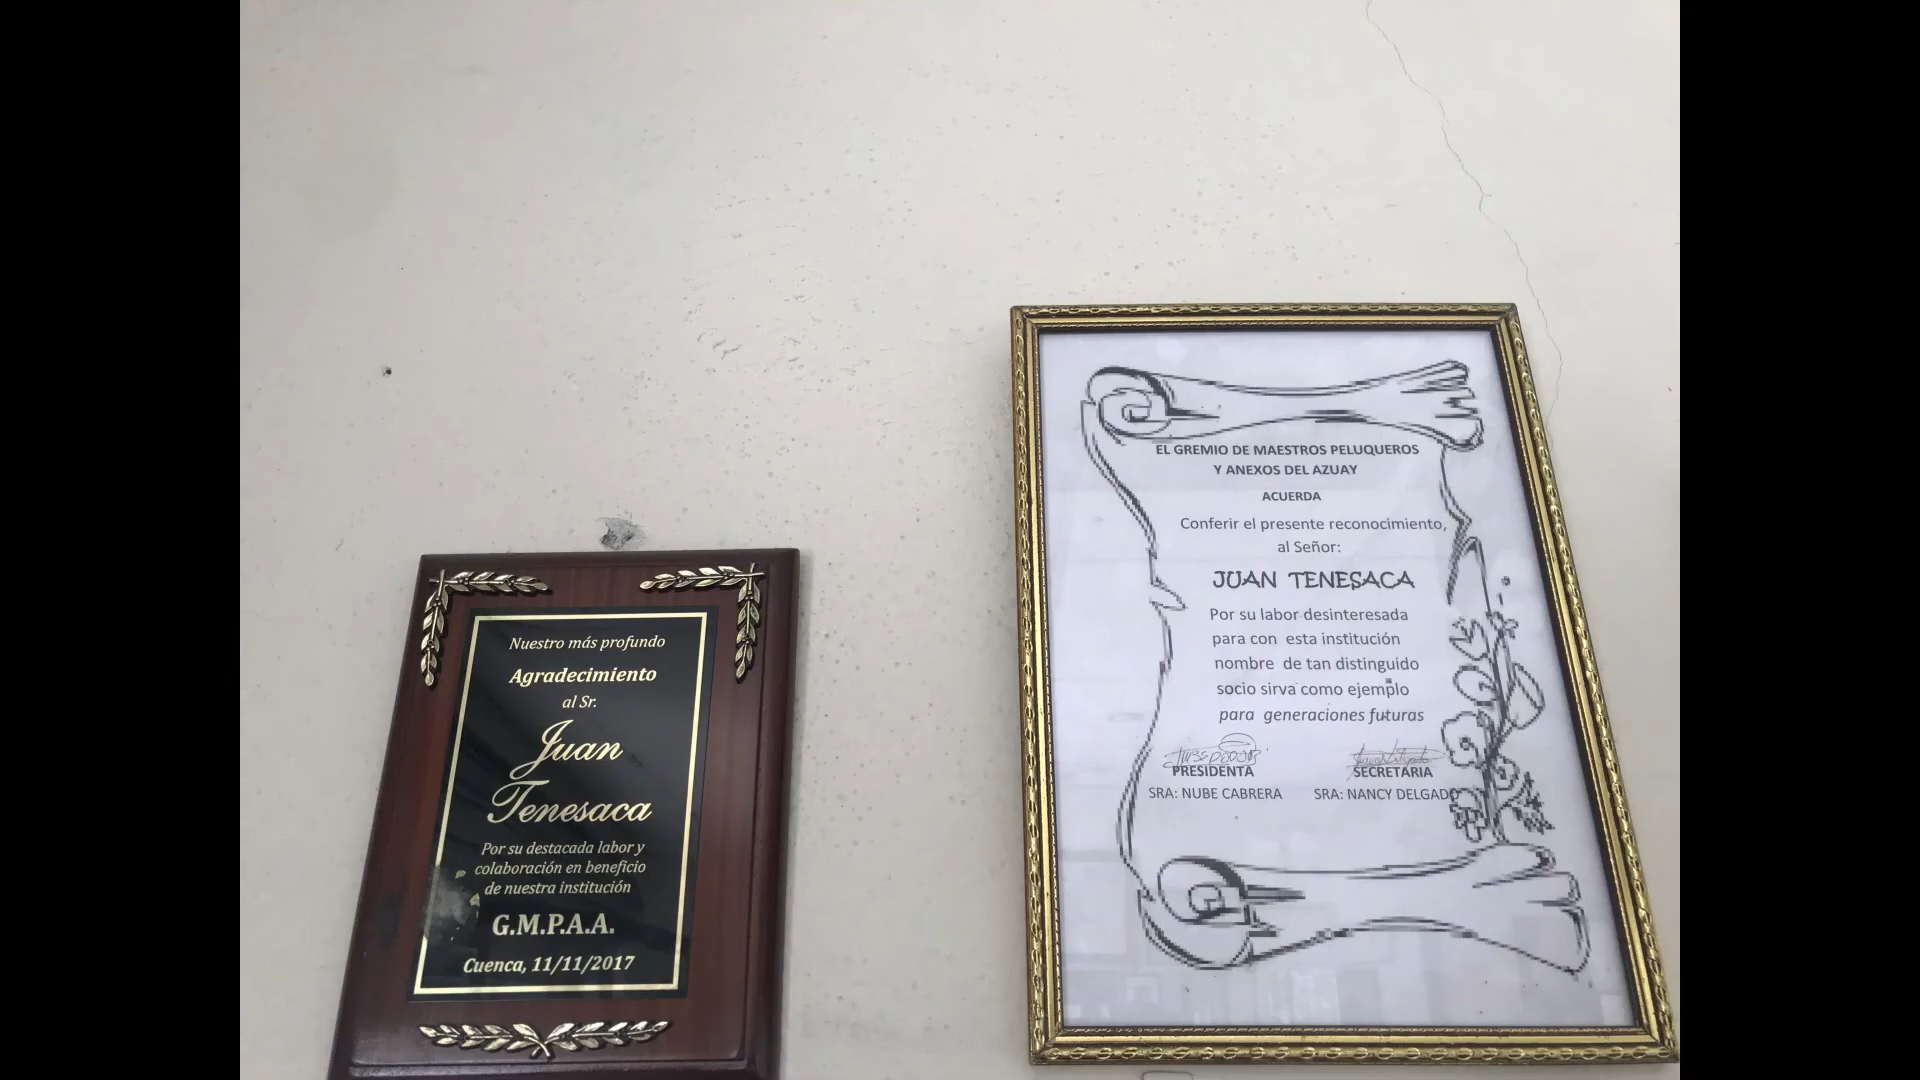 Nuestro más profundo
Agradecimiento
al Sr.
Juan
Tenesaca
Por su destacada labor y
colaboración en beneficio
de nuestra institución
G.M.P.A.A.
Cuenca, 11/11/2017
EL GREMIO DE MAESTROS PELUQUEROS
Y ANEXOS DEL AZUAY
ACUERDA
Conferir el presente reconocimiento,
al Señor:
JUAN TENESACA
Por su labor desinteresada
para con esta institución
nombre de tan distinguido
socio sirva como ejemplo
para generaciones futuras
PRESIDENTA SECRETARIA
SRA: NUBE CABRERA SRA: NANCY DELGADO